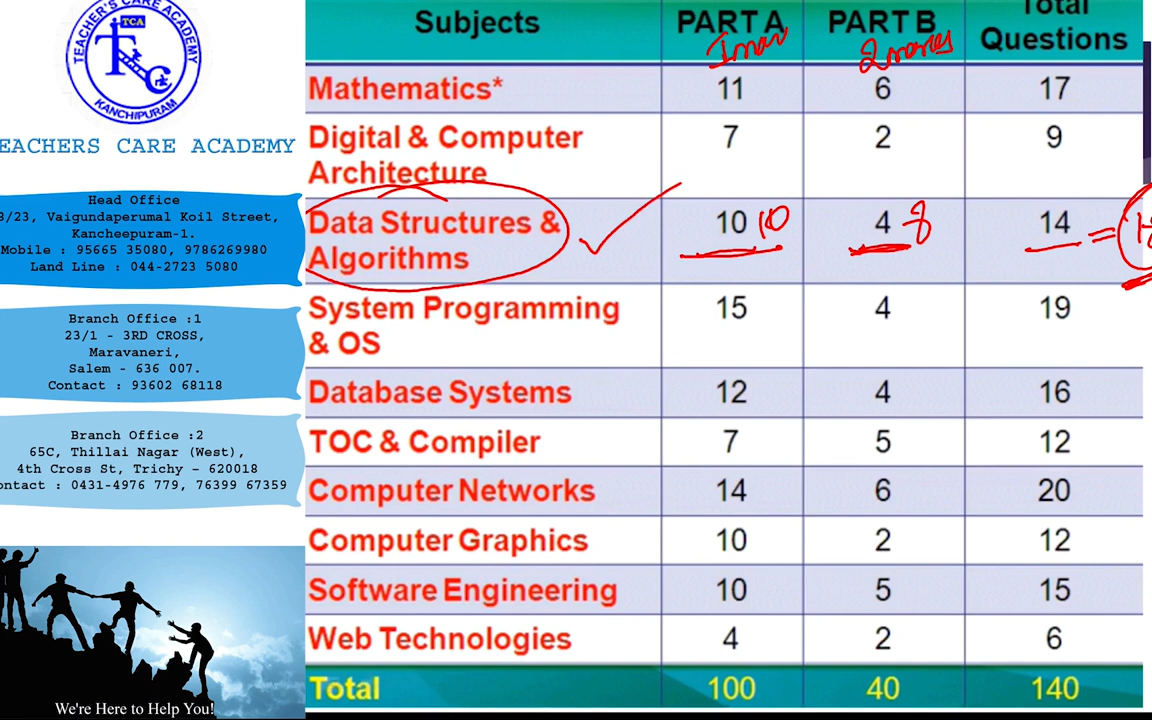 TEACHER'S CARE ACADEMY
TCA
KANCHIPURAM
EACHERS CARE ACADEMY
Head Office
3/23, Vaigundaperumal Koil Street,
Kancheepuram-1.
Mobile : 95665 35080, 9786269980
Land Line : 044-2723 5080
Branch Office :1
23/1 - 3RD CROSS,
Maravaneri,
Salem - 636 007.
Contact : 93602 68118
Branch Office :2
65C, Thillai Nagar (West),
4th Cross St, Trichy – 620018
ontact : 0431-4976 779, 76399 67359
We're Here to Help You!
Subjects PART A PART B Total Questions
2 marks
Mathematics* 11 6 17
Digital & Computer
Architecture 7 2 9
Data Structures &
Algorithms 10 10 4 8 14 =
System Programming
& OS 15 4 19
Database Systems 12 4 16
TOC & Compiler 7 5 12
Computer Networks 14 6 20
Computer Graphics 10 2 12
Software Engineering 10 5 15
Web Technologies 4 2 6
Total 100 40 140